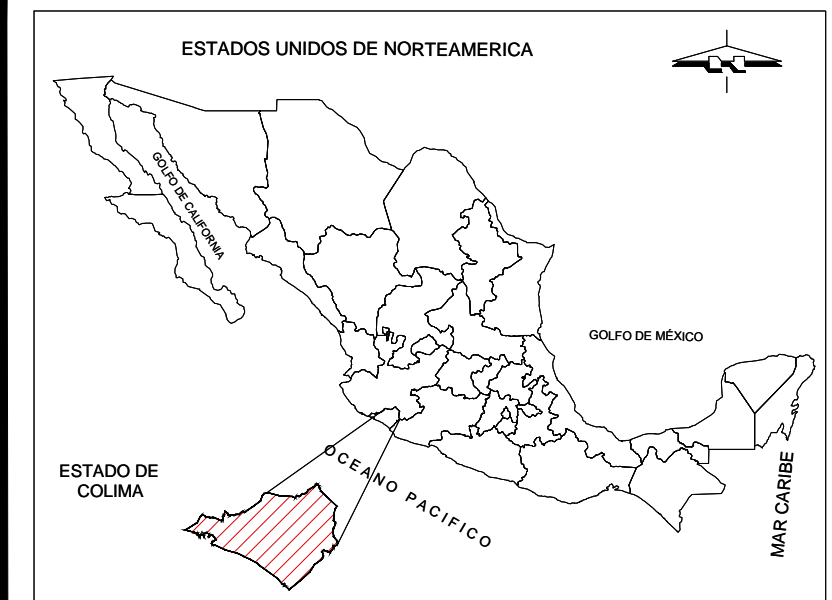 ESTADOS UNIDOS DE NORTEAMERICA
GOLFO DE CALIFORNIA
GOLFO DE MÉXICO
ESTADO DE
COLIMA
OCEANO PACIFICO
MAR CARIBE